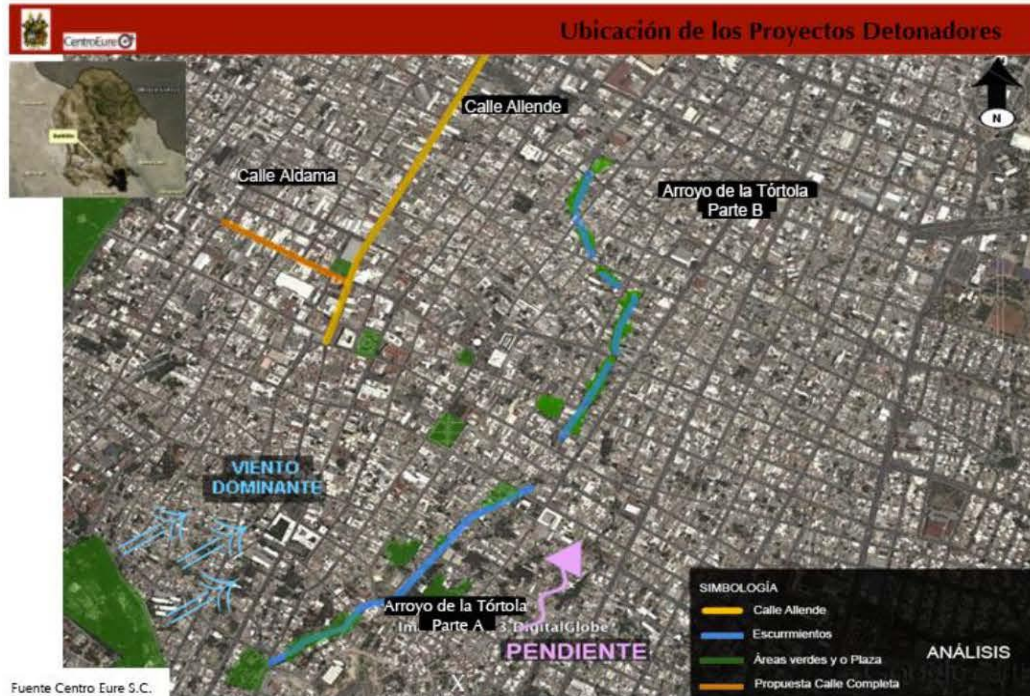 CentroEure
Ubicación de los Proyectos Detonadores
N
Calle Allende
Calle Aldama
Arroyo de la Tórtola
Parte B
VIENTO
DOMINANTE
Arroyo de la Tórtola
Parte A
3 DigitalGlobe
PENDIENTE
SIMBOLOGÍA
Calle Allende
Escurrmientos
Áreas verdes y o Plaza
Propuesta Calle Completa
ANÁLISIS
Fuente Centro Eure S.C.